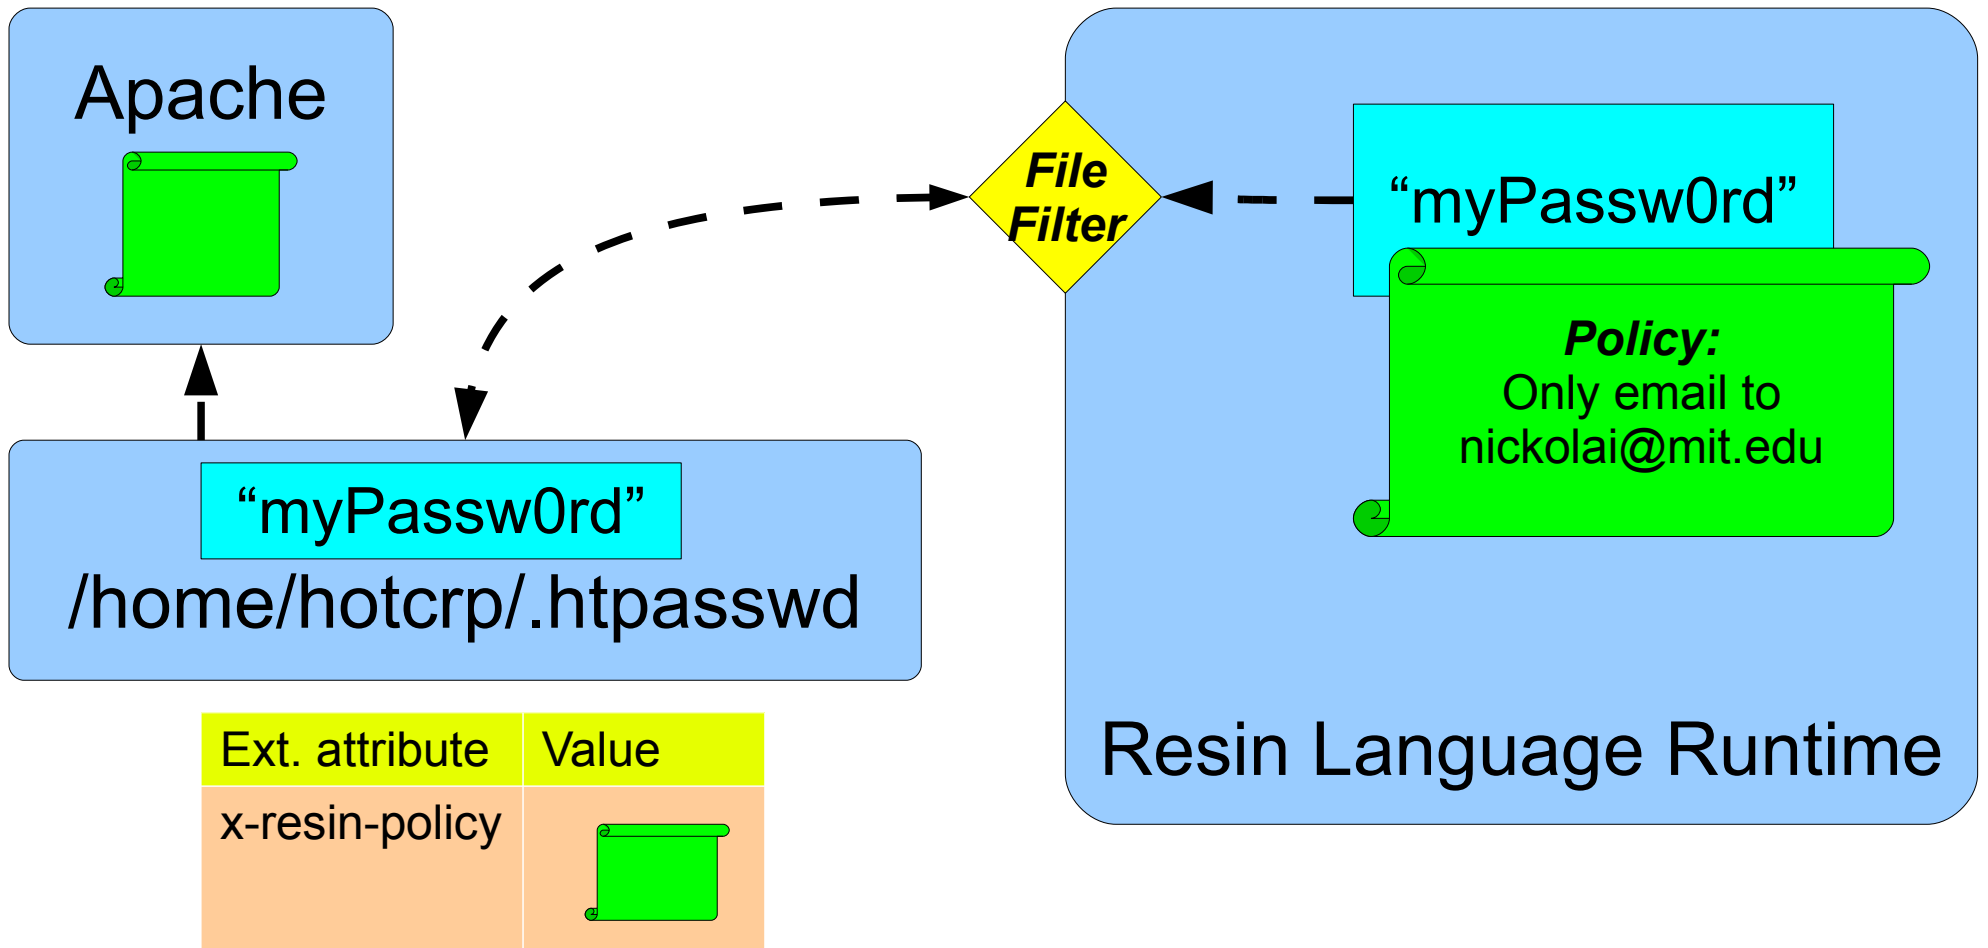 Apache
File
Filter
“myPassw0rd”
Policy:
Only email to
nickolai@mit.edu
“myPassw0rd”
/home/hotcrp/.htpasswd
Resin Language Runtime
Ext. attribute
Value
x-resin-policy